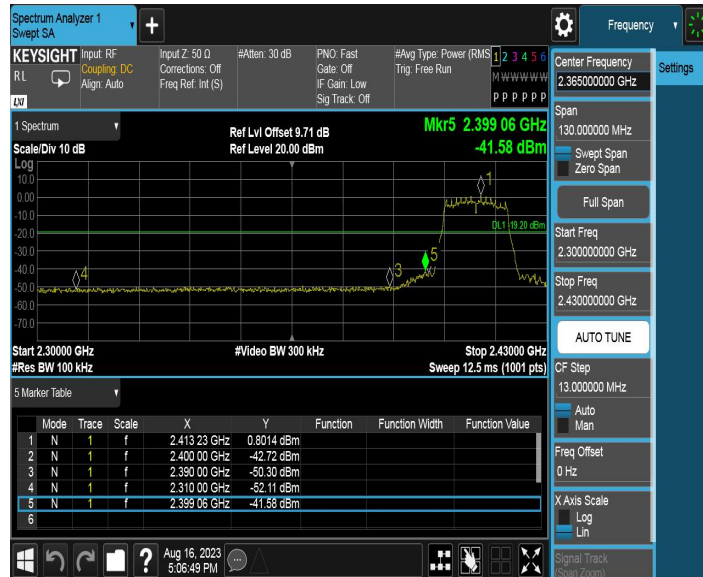 Spectrum Analyzer 1
Swept SA
+
Frequency
KEYSIGHT
RL
LXI
Input: RF
Coupling: DC
Align: Auto
Input Z: 50 Ω
Corrections: Off
Freq Ref: Int (S)
#Atten: 30 dB
PNO: Fast
Gate: Off
IF Gain: Low
Sig Track: Off
#Avg Type: Power (RMS
Trig: Free Run
1 2 3 4 5 6
M W W W W W
P P P P P P
1 Spectrum
Scale/Div 10 dB
Ref Lvl Offset 9.71 dB
Ref Level 20.00 dBm
Mkr5 2.399 06 GHz
-41.58 dBm
Log
10.0
0.00
-10.0
-20.0
-30.0
-40.0
-50.0
-60.0
-70.0
1
DL1 -19.20 dBm
5
3
4
Start 2.30000 GHz
#Video BW 300 kHz
Stop 2.43000 GHz
#Res BW 100 kHz
Sweep 12.5 ms (1001 pts)
5 Marker Table
Mode Trace Scale X Y Function Function Width Function Value
1 N 1 f 2.413 23 GHz 0.8014 dBm
2 N 1 f 2.400 00 GHz -42.72 dBm
3 N 1 f 2.390 00 GHz -50.30 dBm
4 N 1 f 2.310 00 GHz -52.11 dBm
5 N 1 f 2.399 06 GHz -41.58 dBm
6
?
Aug 16, 2023
5:06:49 PM
Center Frequency
2.365000000 GHz
Settings
Span
130.000000 MHz
Swept Span
Zero Span
Full Span
Start Freq
2.300000000 GHz
Stop Freq
2.430000000 GHz
AUTO TUNE
CF Step
13.000000 MHz
Auto
Man
Freq Offset
0 Hz
X Axis Scale
Log
Lin
Signal Track
(Span Zoom)